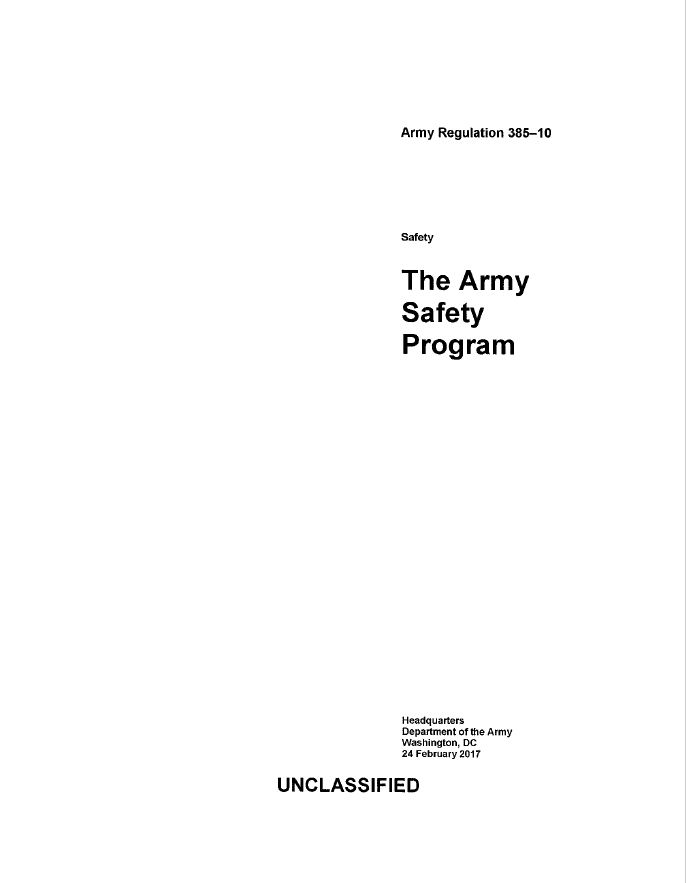 Army Regulation 385–10
Safety
The Army
Safety
Program
Headquarters
Department of the Army
Washington, DC
24 February 2017
UNCLASSIFIED